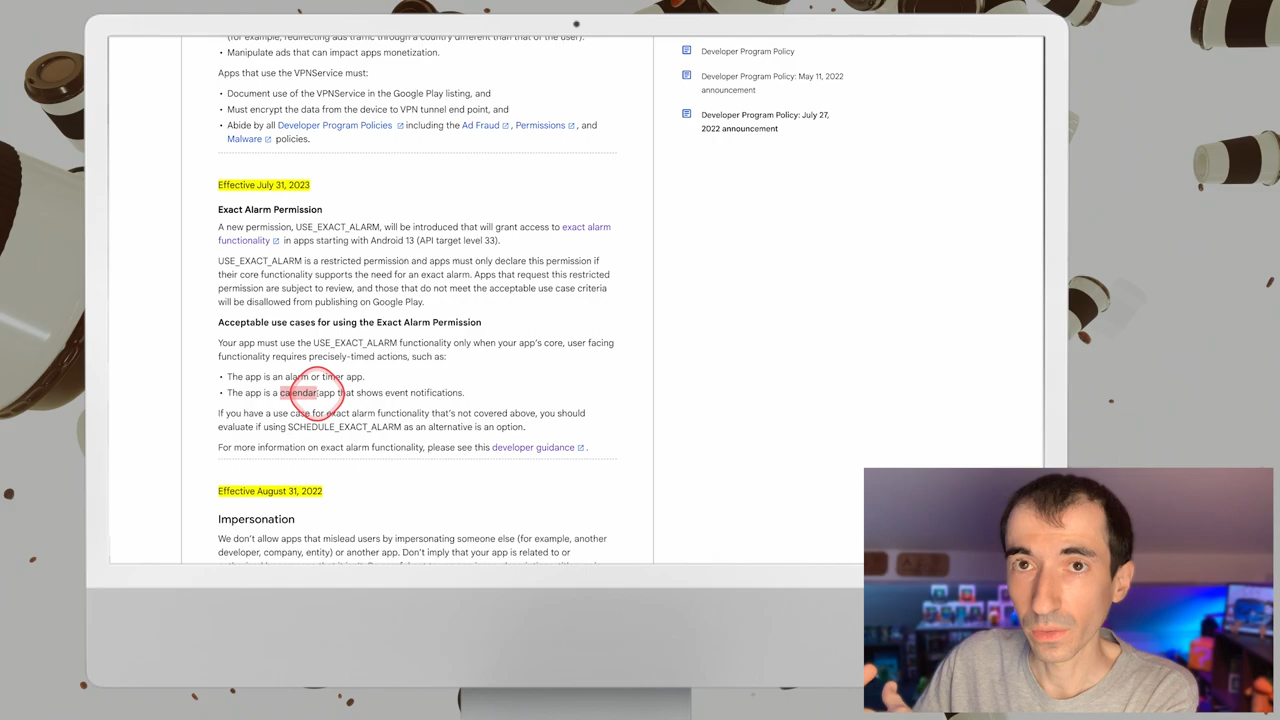 (for example, redirecting ads traffic through a country different than that of the user).
• Manipulate ads that can impact apps monetization.
Apps that use the VPNService must:
• Document use of the VPNService in the Google Play listing, and
• Must encrypt the data from the device to VPN tunnel end point, and
• Abide by all Developer Program Policies including the Ad Fraud, Permissions, and
Malware policies.
Effective July 31, 2023
Exact Alarm Permission
A new permission, USE_EXACT_ALARM, will be introduced that will grant access to exact alarm
functionality in apps starting with Android 13 (API target level 33).
USE_EXACT_ALARM is a restricted permission and apps must only declare this permission if
their core functionality supports the need for an exact alarm. Apps that request this restricted
permission are subject to review, and those that do not meet the acceptable use case criteria
will be disallowed from publishing on Google Play.
Acceptable use cases for using the Exact Alarm Permission
Your app must use the USE_EXACT_ALARM functionality only when your app's core, user facing
functionality requires precisely-timed actions, such as:
• The app is an alarm or timer app.
• The app is a calendar app that shows event notifications.
If you have a use case for exact alarm functionality that's not covered above, you should
evaluate if using SCHEDULE_EXACT_ALARM as an alternative is an option.
For more information on exact alarm functionality, please see this developer guidance.
Effective August 31, 2022
Impersonation
We don't allow apps that mislead users by impersonating someone else (for example, another
developer, company, entity) or another app. Don't imply that your app is related to or
Developer Program Policy
Developer Program Policy: May 11, 2022
announcement
Developer Program Policy: July 27,
2022 announcement